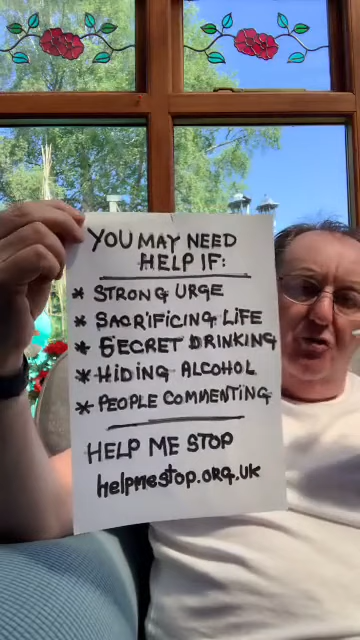 YOU MAY NEED
HELP IF:
* STRONG URGE
* SACRIFICING LIFE
* SECRET DRINKING
* HIDING ALCOHOL
* PEOPLE COMMENTING
HELP ME STOP
helpmestop.org.uk